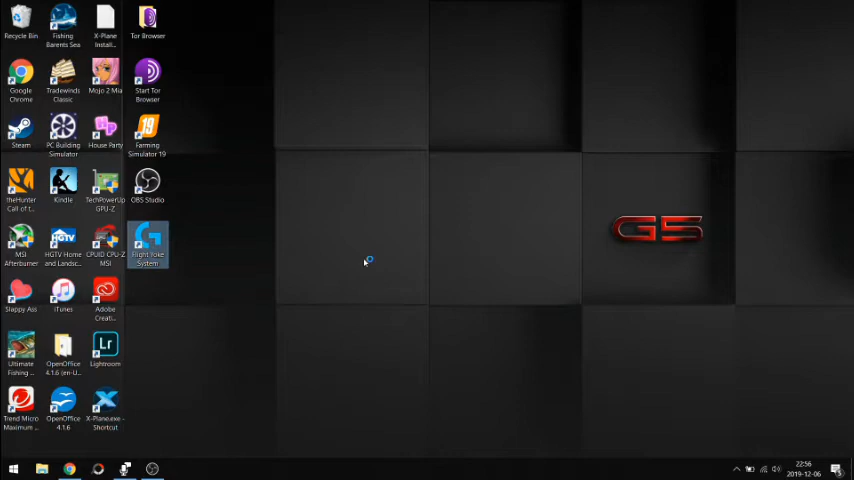 Recycle Bin
Fishing
Barents Sea
X-Plane
Install...
Tor Browser
Google
Chrome
Tradewinds
Classic
Mojo 2 Mia
Start Tor
Browser
Steam
PC Building
Simulator
HP
House Party
19
Farming
Simulator 19
theHunter
Call of t...
Kindle
TechPowerUp
GPU-Z
OBS Studio
MSI
Afterburner
HGTV
HGTV Home
and Landsc...
CPUID CPU-Z
MSI
Flight Yoke
System
G5
Slappy Ass
iTunes
Adobe
Creati...
Ultimate
Fishing ...
OpenOffice
4.1.6 (en-U...
Lr
Lightroom
Trend Micro
Maximum ...
OpenOffice
4.1.6
X-Plane.exe -
Shortcut
22:56
2019-12-06